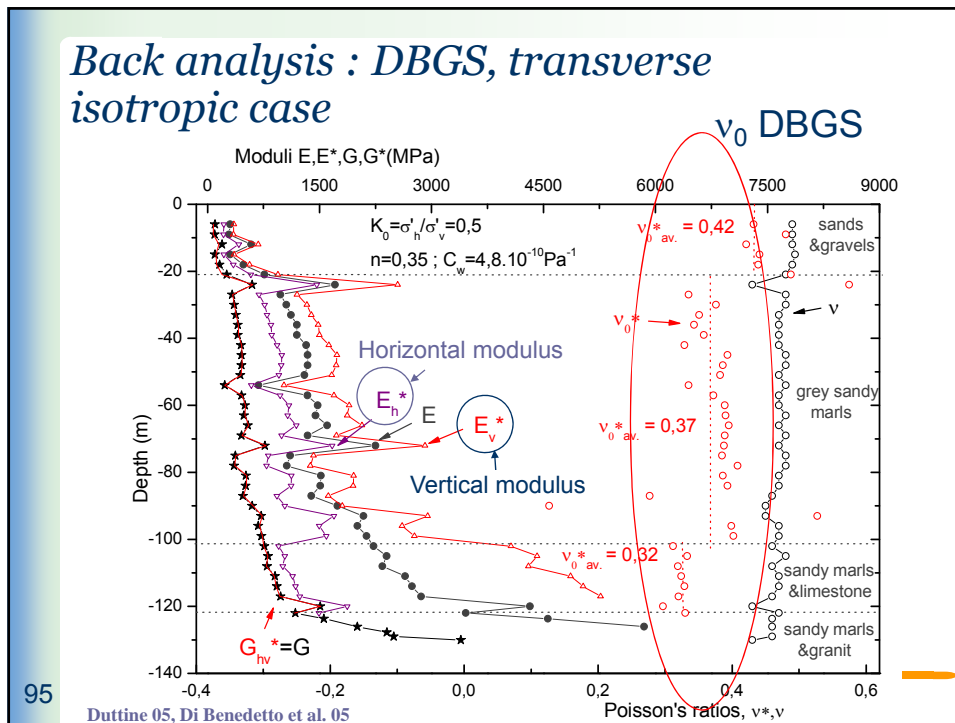 Back analysis : DBGS, transverse
isotropic case
ν0 DBGS
Moduli E,E*,G,G*(MPa)
0 1500 3000 4500 6000 7500 9000
K0=σ'h/σ'v=0,5
n=0,35 ; Cw=4,8.10-10Pa-1
ν0*av. = 0,42
sands
&gravels
ν0*
ν
Horizontal modulus
Eh*
E
Ev*
Vertical modulus
grey sandy
marls
ν0*av. = 0,37
ν0*av. = 0,32
sandy marls
&limestone
sandy marls
&granit
Ghv*=G
Depth (m)
0
-20
-40
-60
-80
-100
-120
-140
-0,4 -0,2 0,0 0,2 0,4 0,6
Poisson's ratios, ν*,ν
95
Duttine 05, Di Benedetto et al. 05